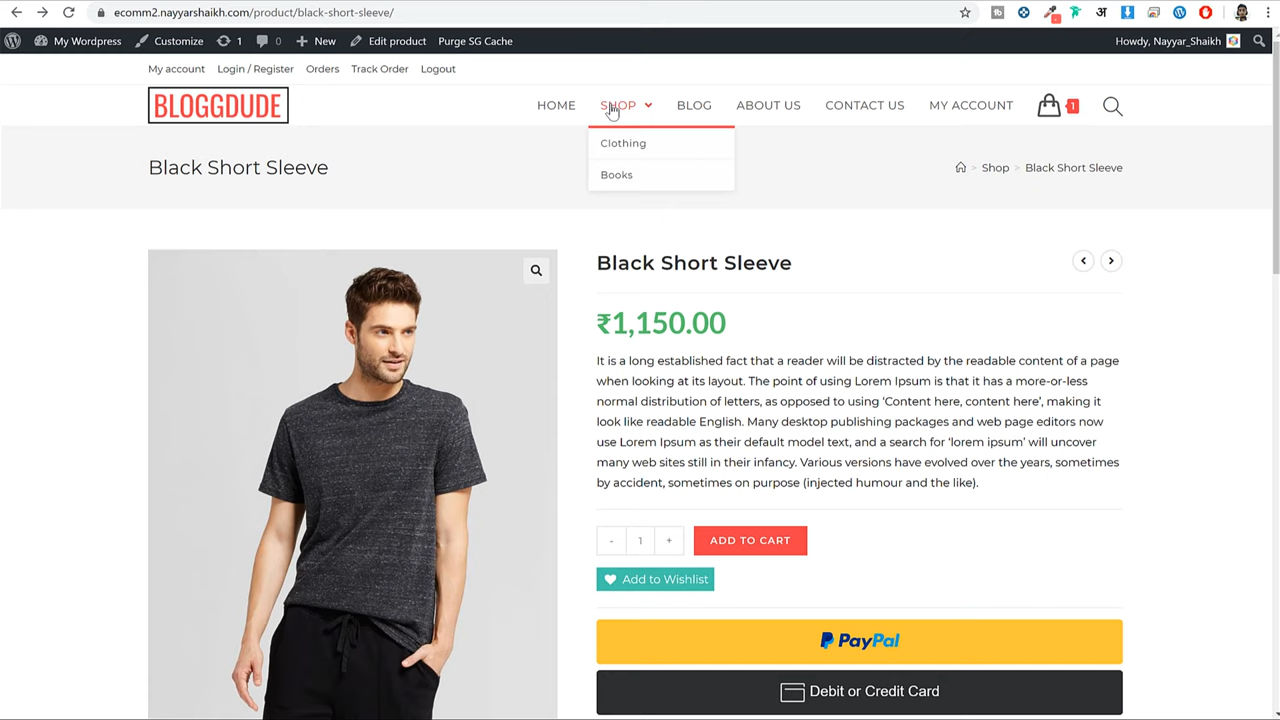 ecomm2.nayyarshaikh.com/product/black-short-sleeve/
My Wordpress Customize 1 0 New Edit product Purge SG Cache Howdy, Nayyar_Shaikh
My account Login / Register Orders Track Order Logout
BLOGGDUDE
HOME SHOP BLOG ABOUT US CONTACT US MY ACCOUNT 1
Clothing
Books
Black Short Sleeve
> Shop > Black Short Sleeve
Black Short Sleeve
₹1,150.00
It is a long established fact that a reader will be distracted by the readable content of a page
when looking at its layout. The point of using Lorem Ipsum is that it has a more-or-less
normal distribution of letters, as opposed to using ‘Content here, content here’, making it
look like readable English. Many desktop publishing packages and web page editors now
use Lorem Ipsum as their default model text, and a search for ‘lorem ipsum’ will uncover
many web sites still in their infancy. Various versions have evolved over the years, sometimes
by accident, sometimes on purpose (injected humour and the like).
- 1 + ADD TO CART
Add to Wishlist
PayPal
Debit or Credit Card